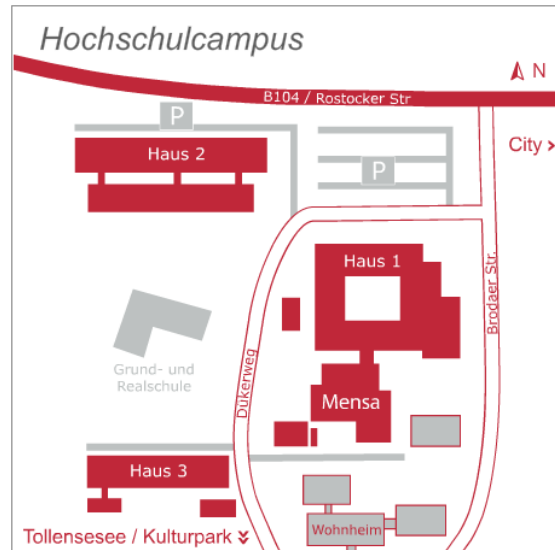 Hochschulcampus
N
B104 / Rostocker Str
P
City
Haus 2
P
Haus 1
Brodaer Str.
Grund- und
Realschule
Dükerweg
Mensa
Haus 3
Wohnheim
Tollensesee / Kulturpark